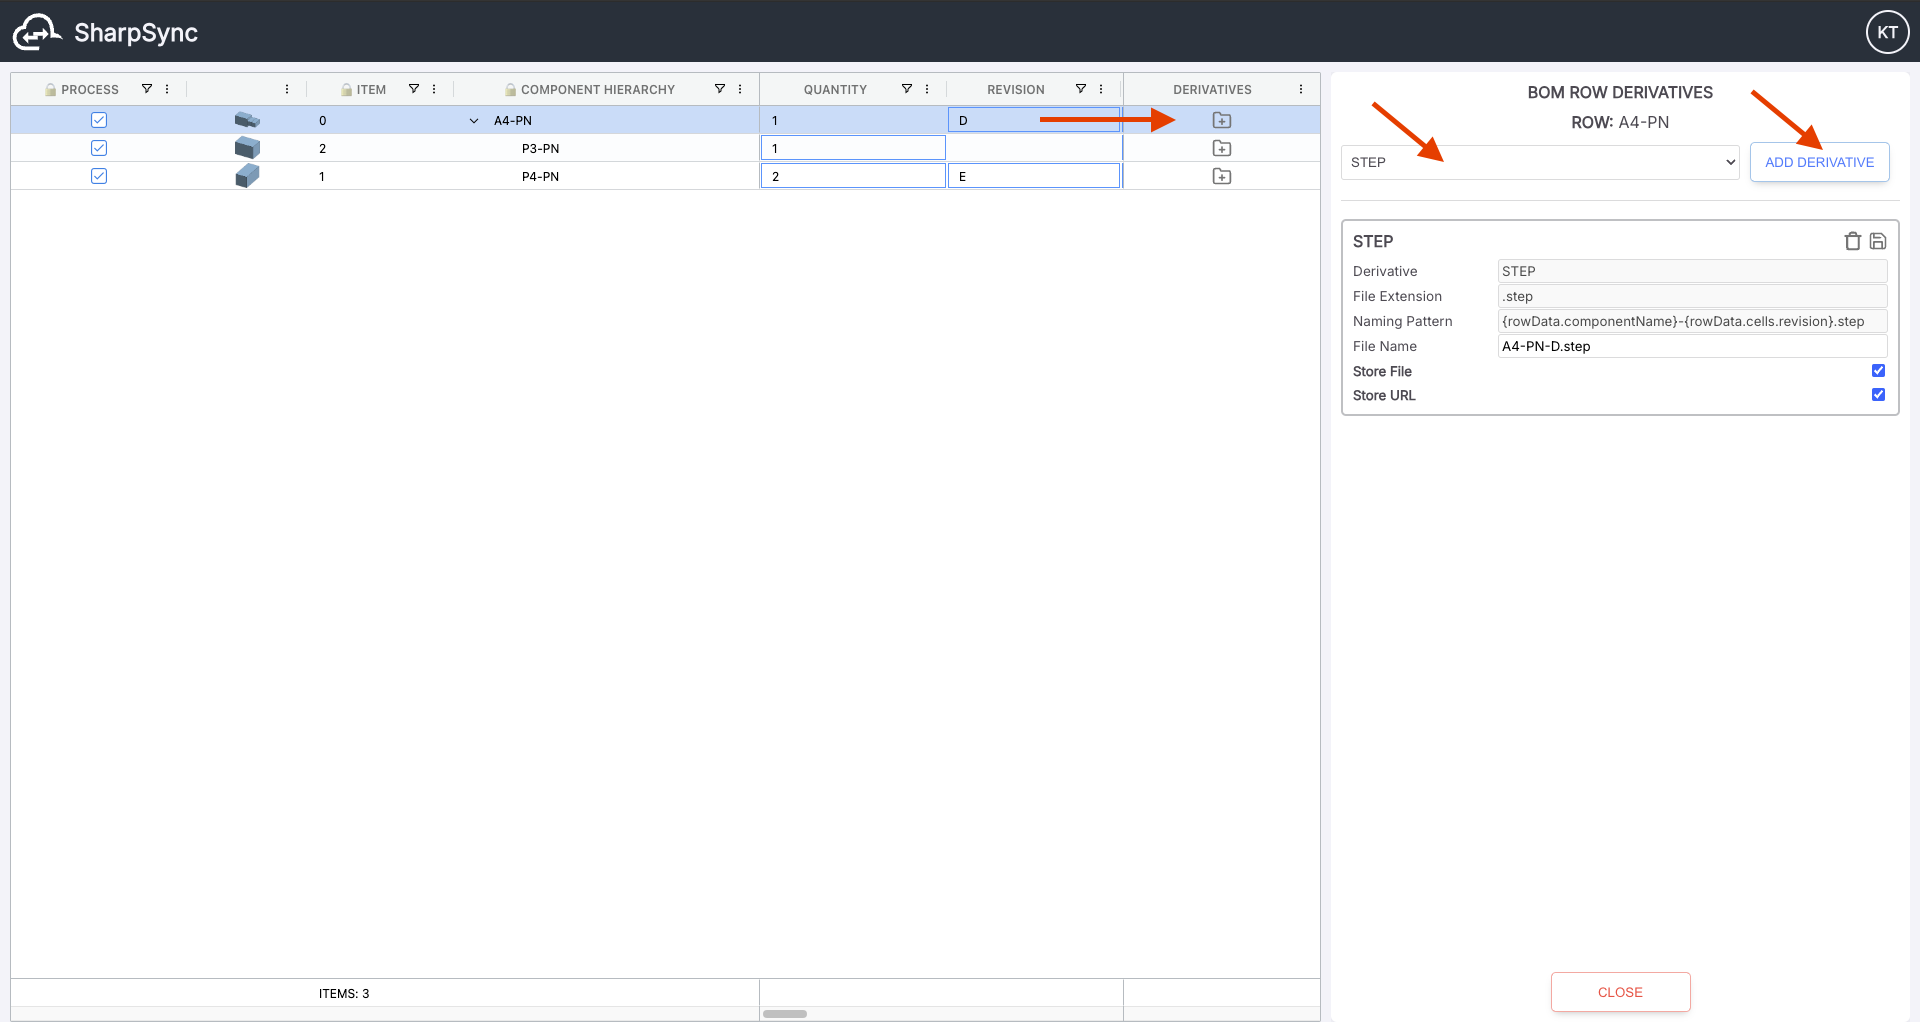 SharpSync
KT
PROCESS ITEM COMPONENT HIERARCHY QUANTITY REVISION DERIVATIVES
0 A4-PN 1 D
2 P3-PN 1
1 P4-PN 2 E
ITEMS: 3
BOM ROW DERIVATIVES
ROW: A4-PN
STEP ADD DERIVATIVE
STEP
Derivative STEP
File Extension .step
Naming Pattern {rowData.componentName}-{rowData.cells.revision}.step
File Name A4-PN-D.step
Store File
Store URL
CLOSE